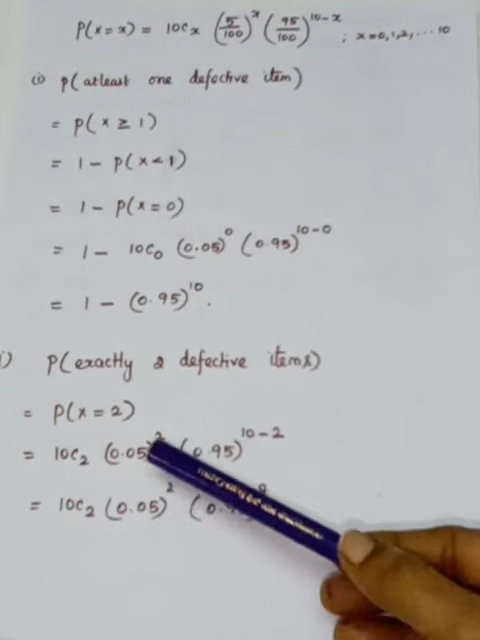 P(x=x) = 10Cx (5/100)^x (95/100)^10-x ; x=0,1,2,...10
(i) P(atleast one defective item)
= P(x ≥ 1)
= 1 - P(x<1)
= 1 - P(x=0)
= 1 - 10C0 (0.05)^0 (0.95)^10-0
= 1 - (0.95)^10.
i) P(exactly 2 defective items)
= P(x=2)
= 10C2 (0.05)^2 (0.95)^10-2
= 10C2 (0.05)^2 (0.